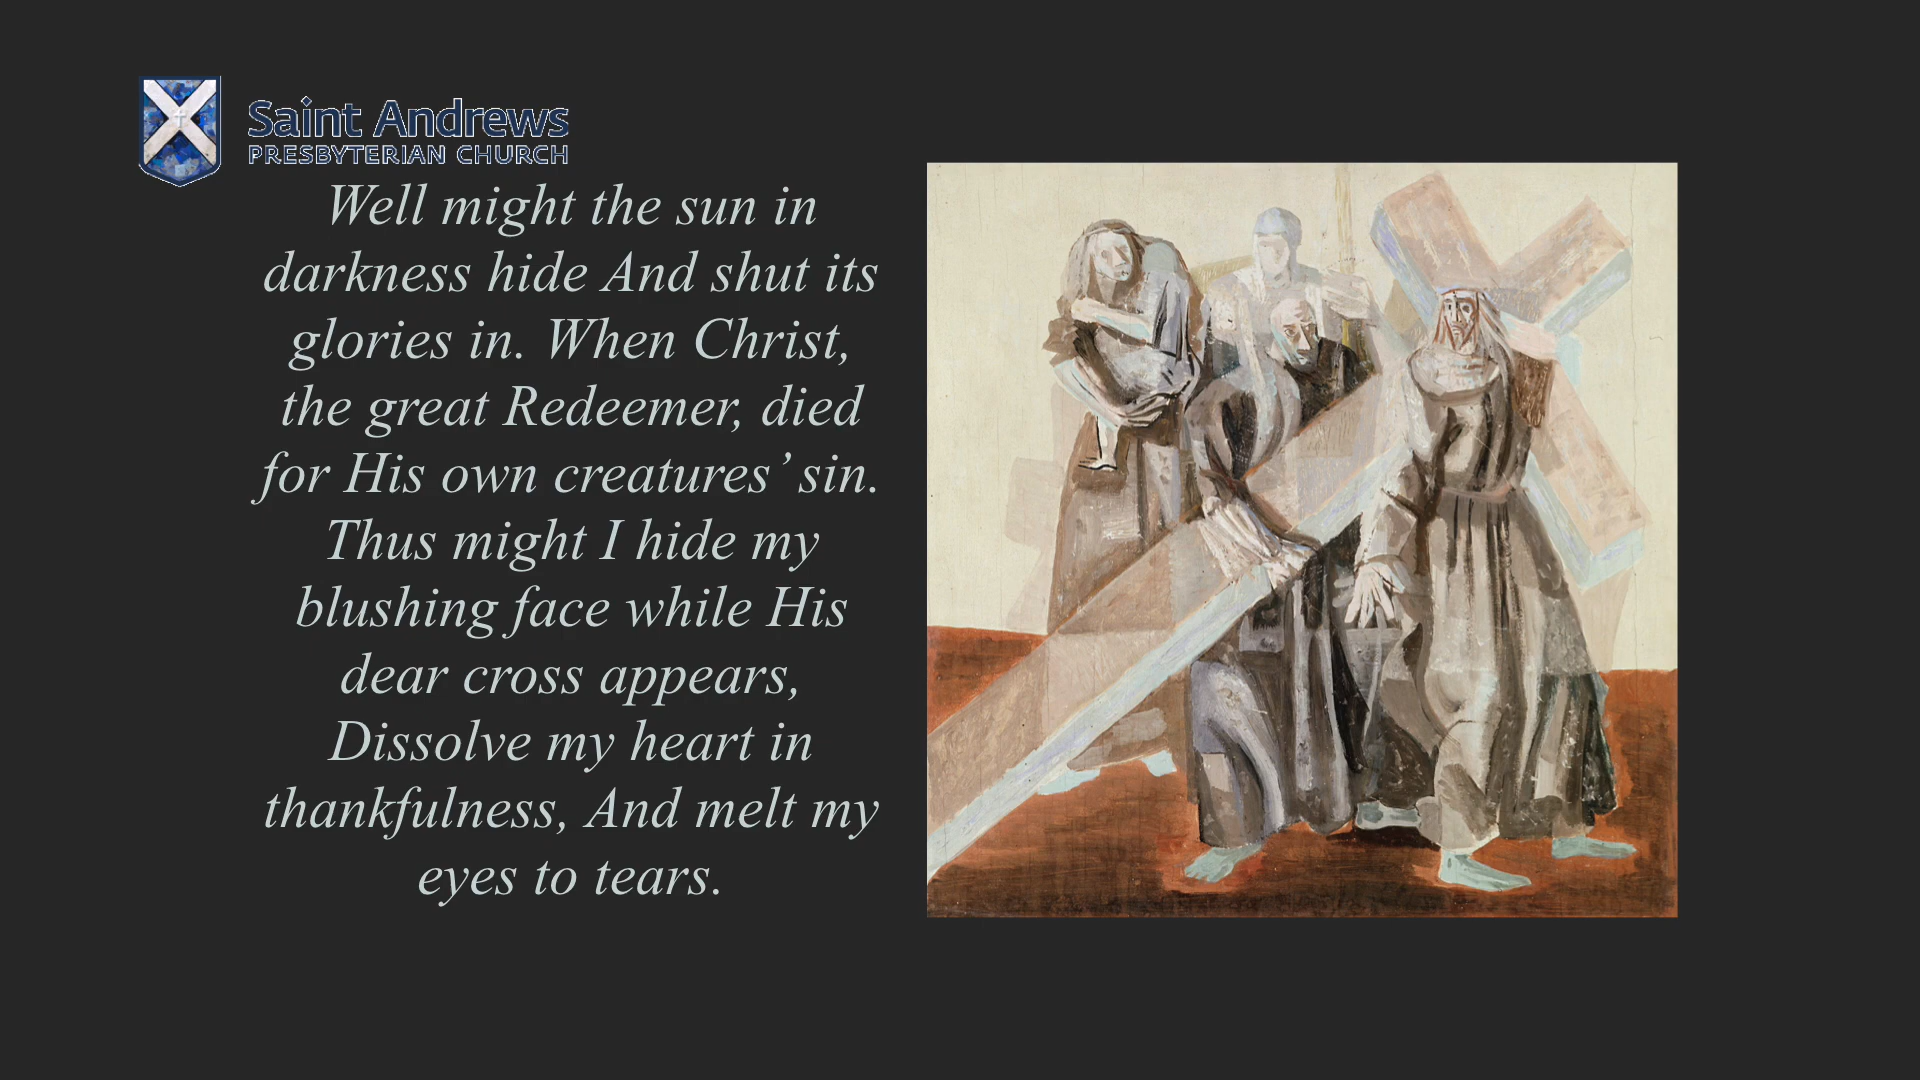 Saint Andrews
PRESBYTERIAN CHURCH
Well might the sun in
darkness hide And shut its
glories in. When Christ,
the great Redeemer, died
for His own creatures’ sin.
Thus might I hide my
blushing face while His
dear cross appears,
Dissolve my heart in
thankfulness, And melt my
eyes to tears.